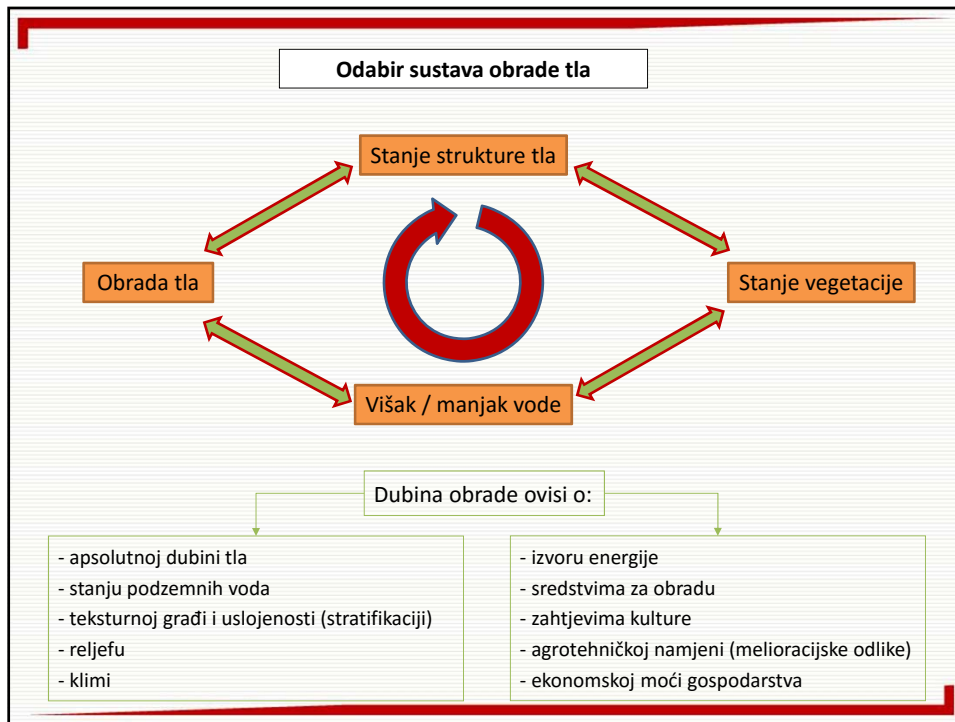 Odabir sustava obrade tla
Stanje strukture tla
Obrada tla
Stanje vegetacije
Višak / manjak vode
Dubina obrade ovisi o:
- apsolutnoj dubini tla
- stanju podzemnih voda
- teksturnoj građi i uslojenosti (stratifikaciji)
- reljefu
- klimi
- izvoru energije
- sredstvima za obradu
- zahtjevima kulture
- agrotehničkoj namjeni (melioracijske odlike)
- ekonomskoj moći gospodarstva